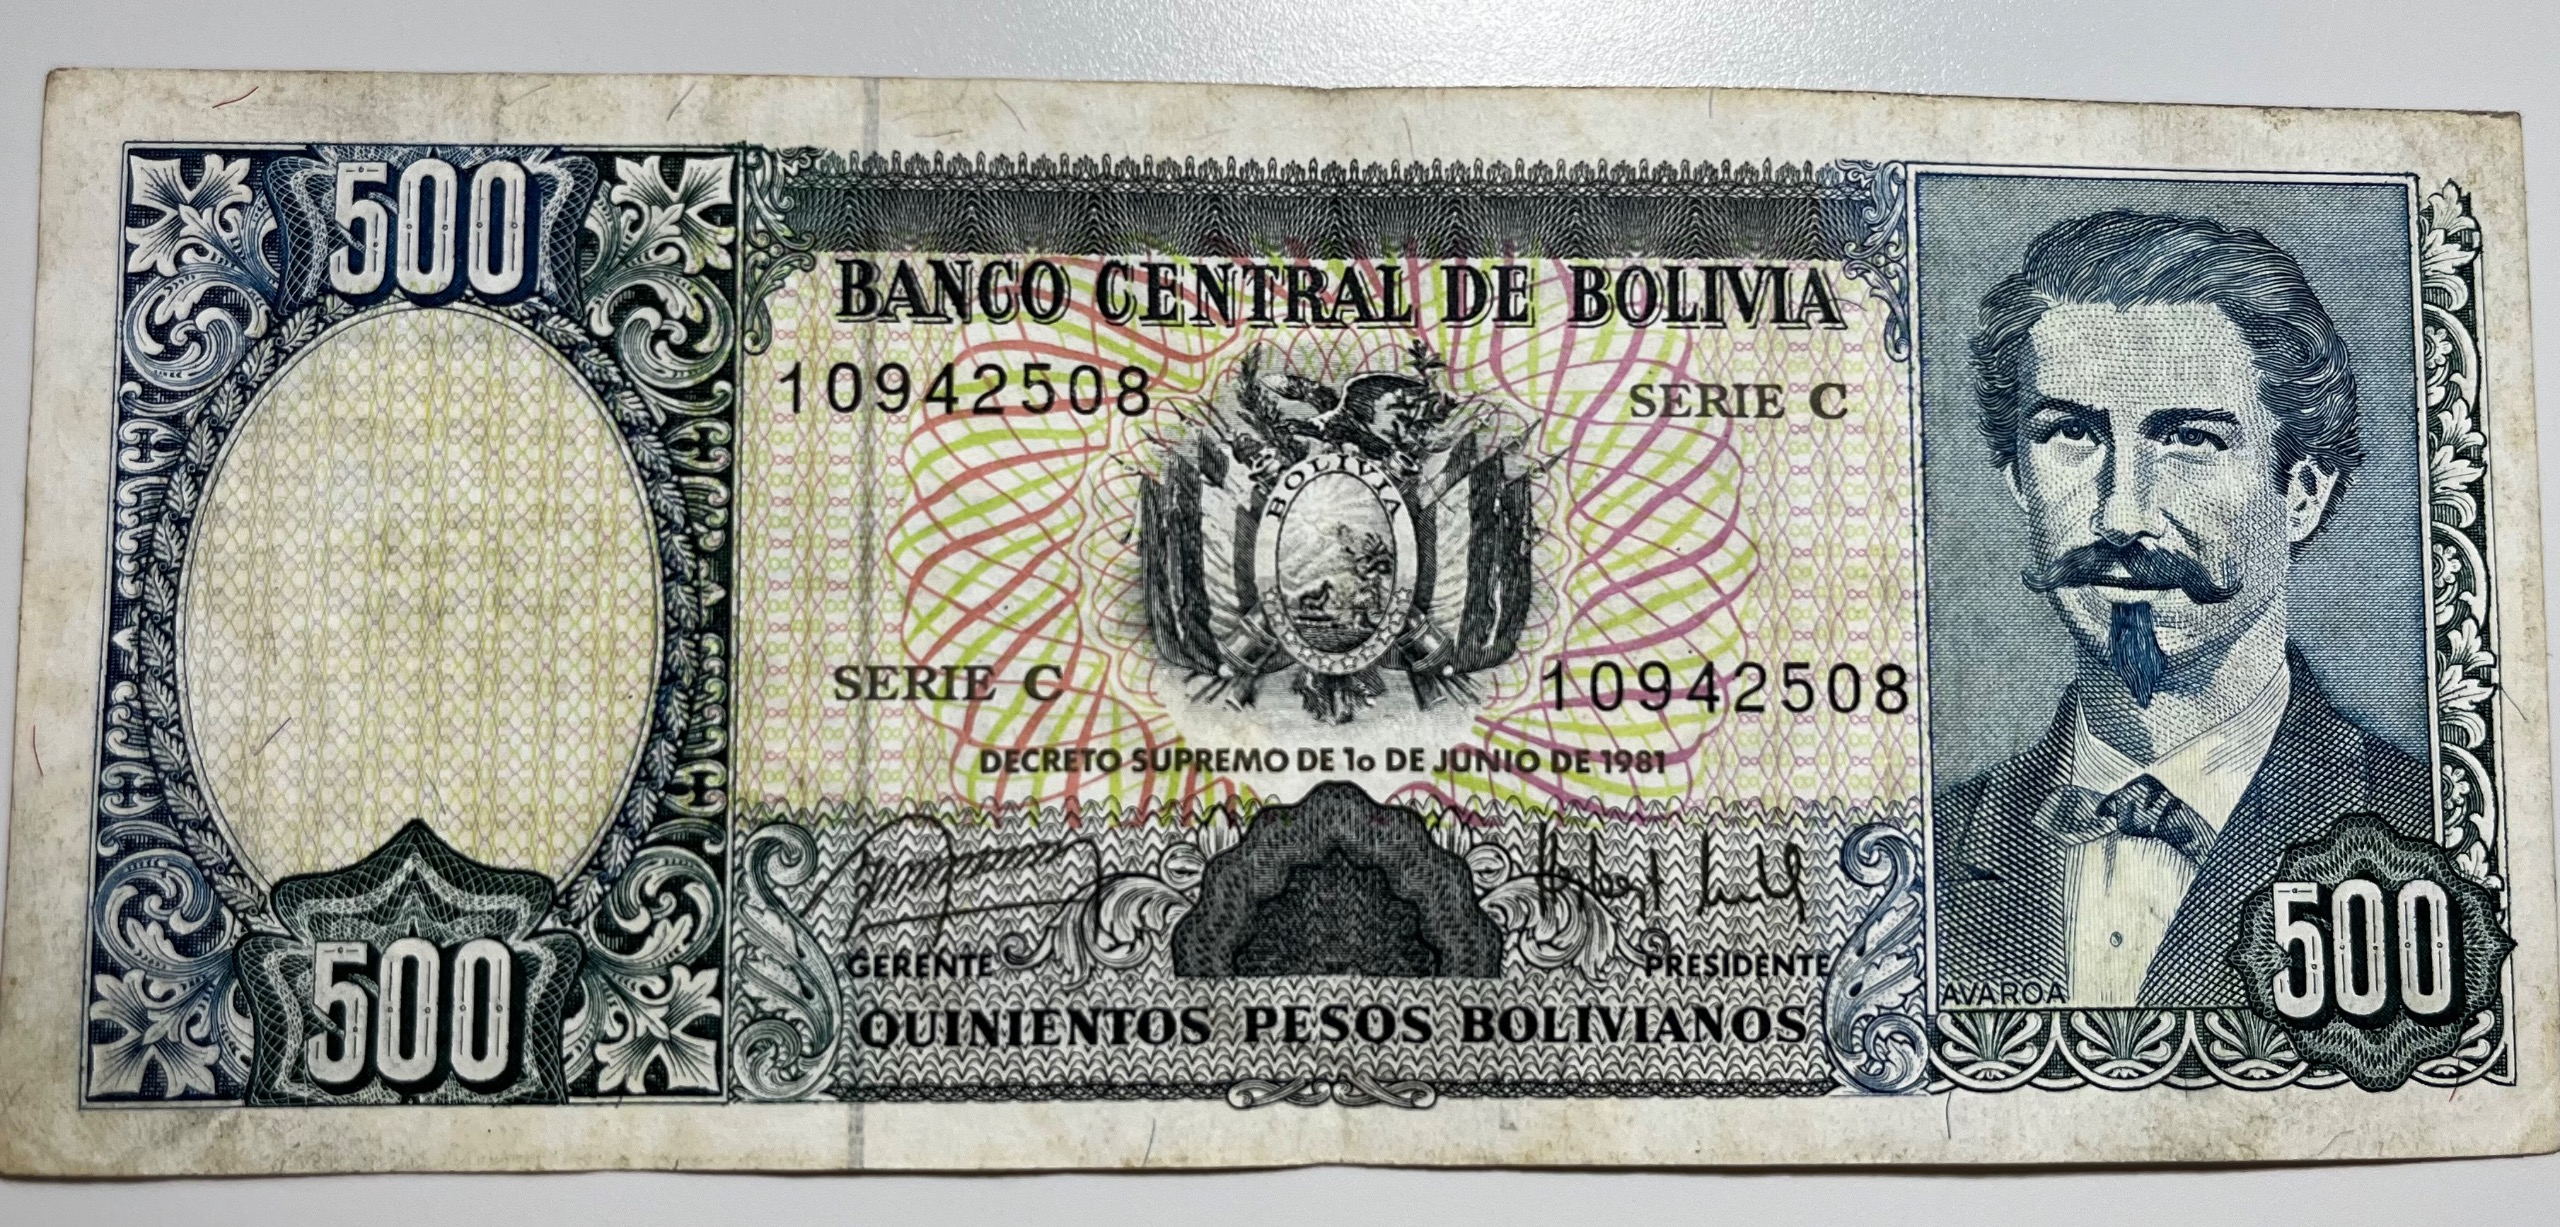 500
BANCO CENTRAL DE BOLIVIA
10942508
SERIE C
BOLIVIA
SERIE C
10942508
DECRETO SUPREMO DE 1o DE JUNIO DE 1981
GERENTE
PRESIDENTE
AVAROA
500
500
QUINIENTOS PESOS BOLIVIANOS